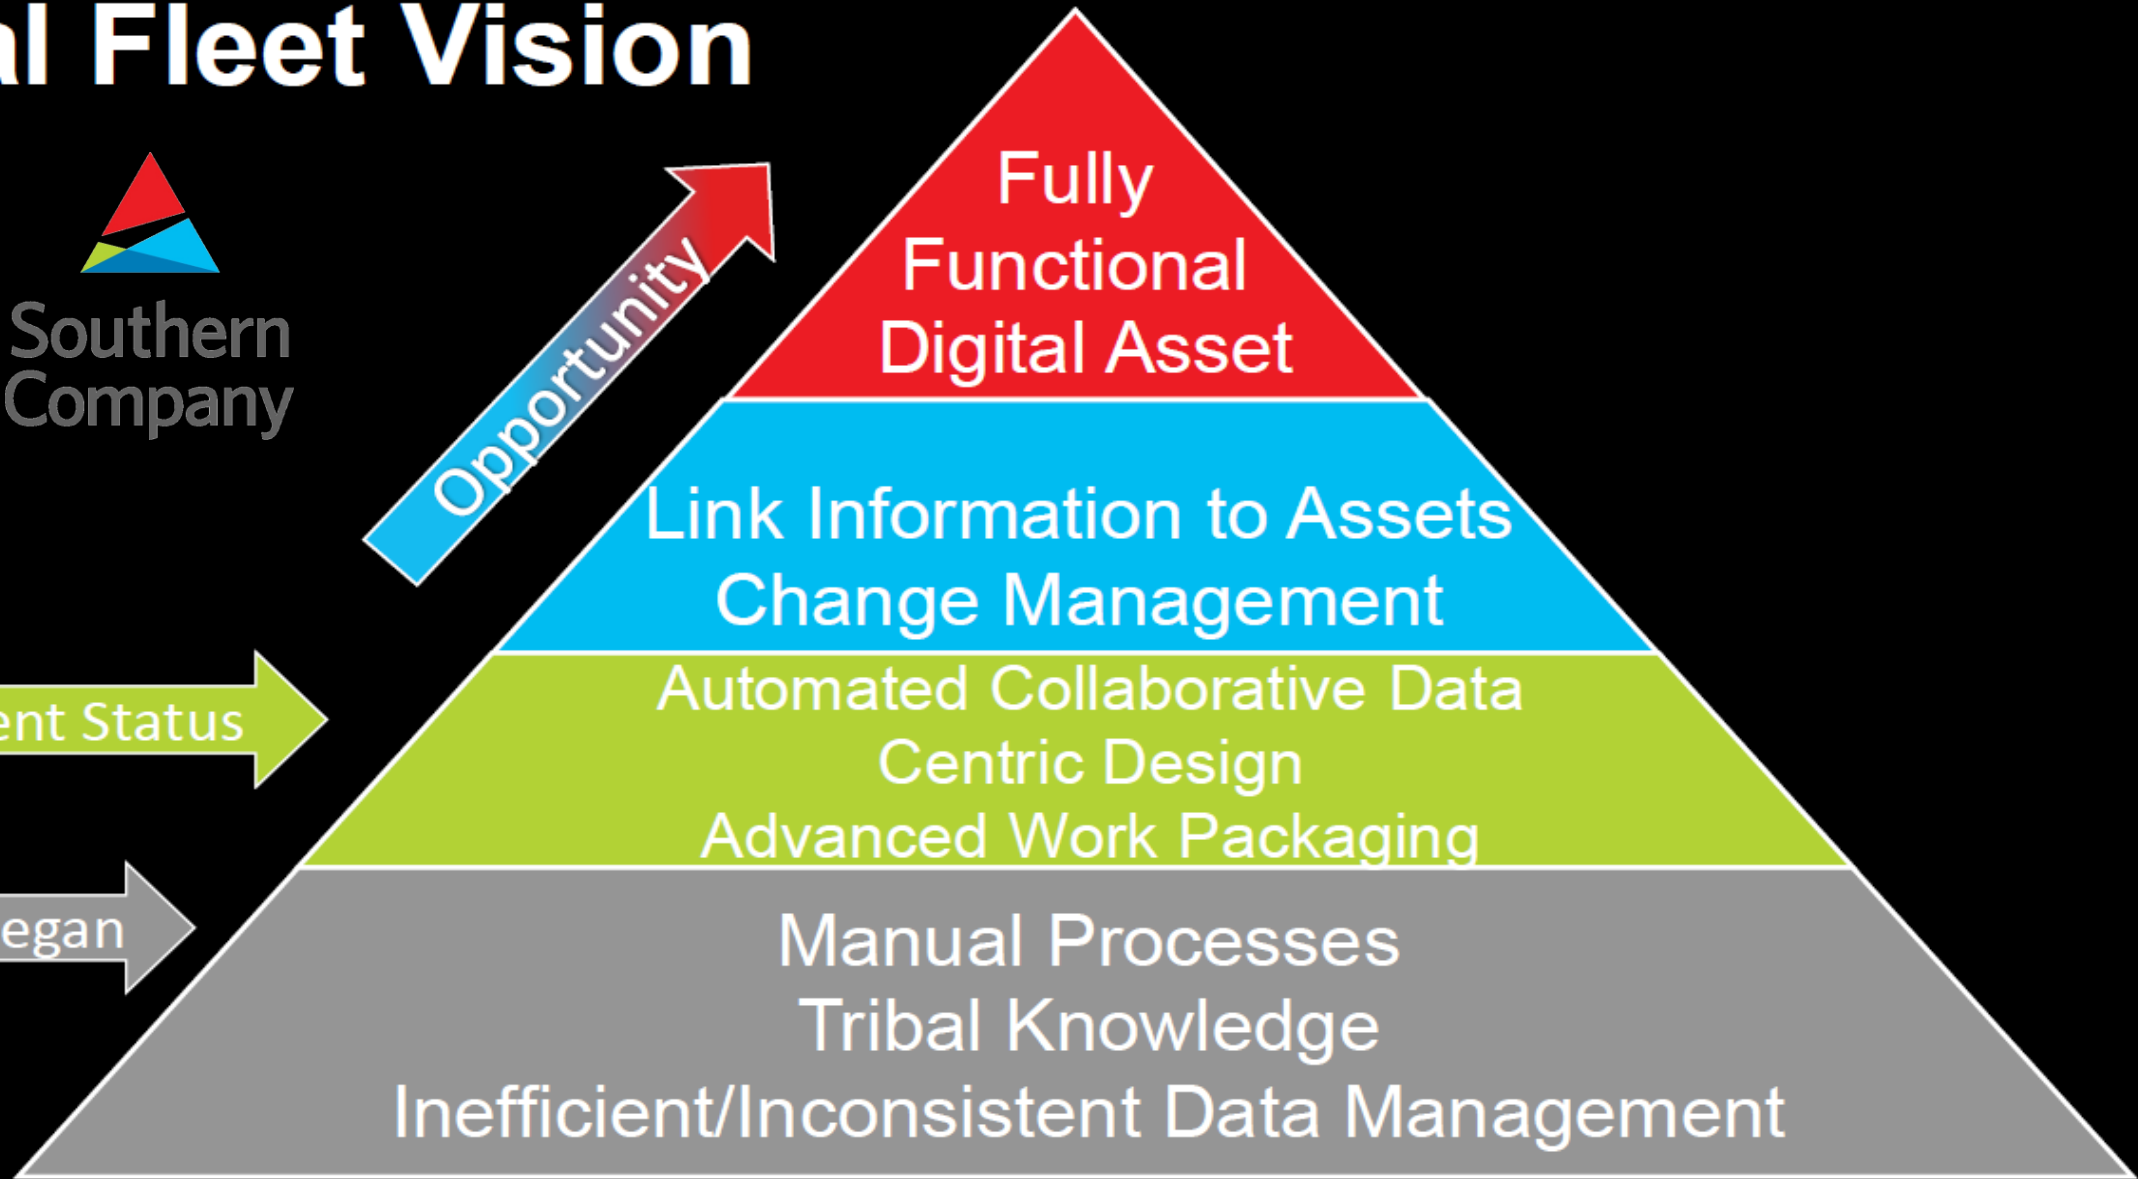 al Fleet Vision
Southern
Company
Opportunity
Fully
Functional
Digital Asset
Link Information to Assets
Change Management
ent Status
Automated Collaborative Data
Centric Design
Advanced Work Packaging
egan
Manual Processes
Tribal Knowledge
Inefficient/Inconsistent Data Management